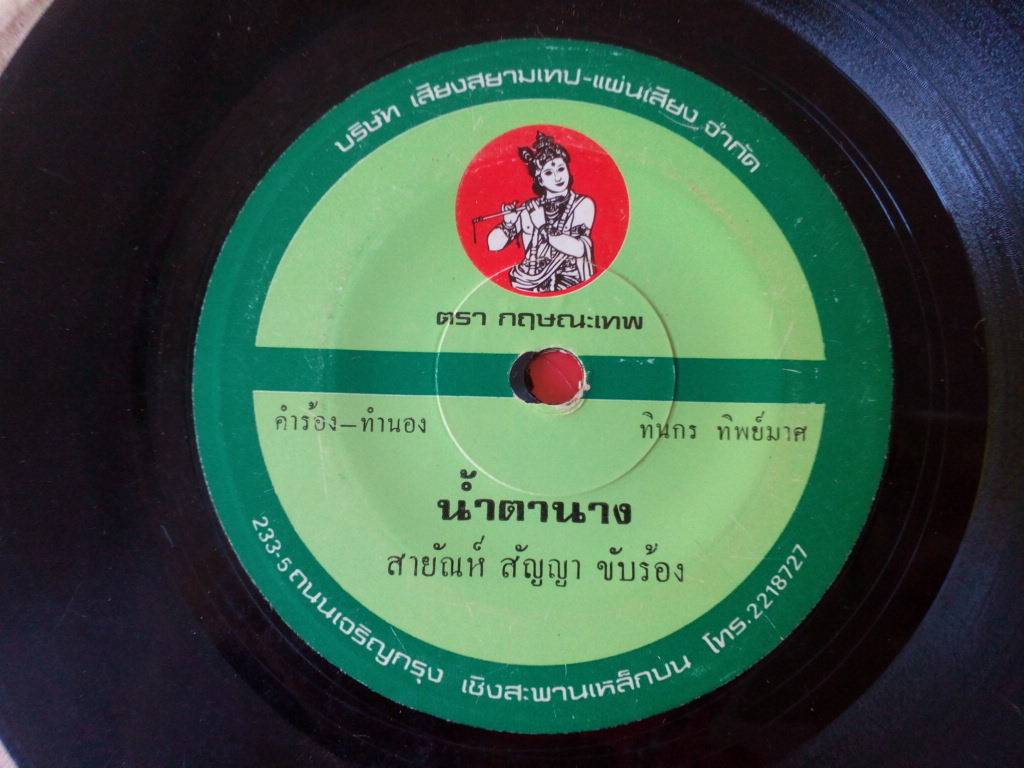 บริษัท เสียงสยามเทป-แผ่นเสียง จำกัด
ตรา กฤษณะเทพ
คำร้อง–ทำนอง ทินกร ทิพย์มาศ
น้ำตานาง
สายัณห์ สัญญา ขับร้อง
233-5 ถนนเจริญกรุง เชิงสะพานเหล็กบน โทร. 2218727